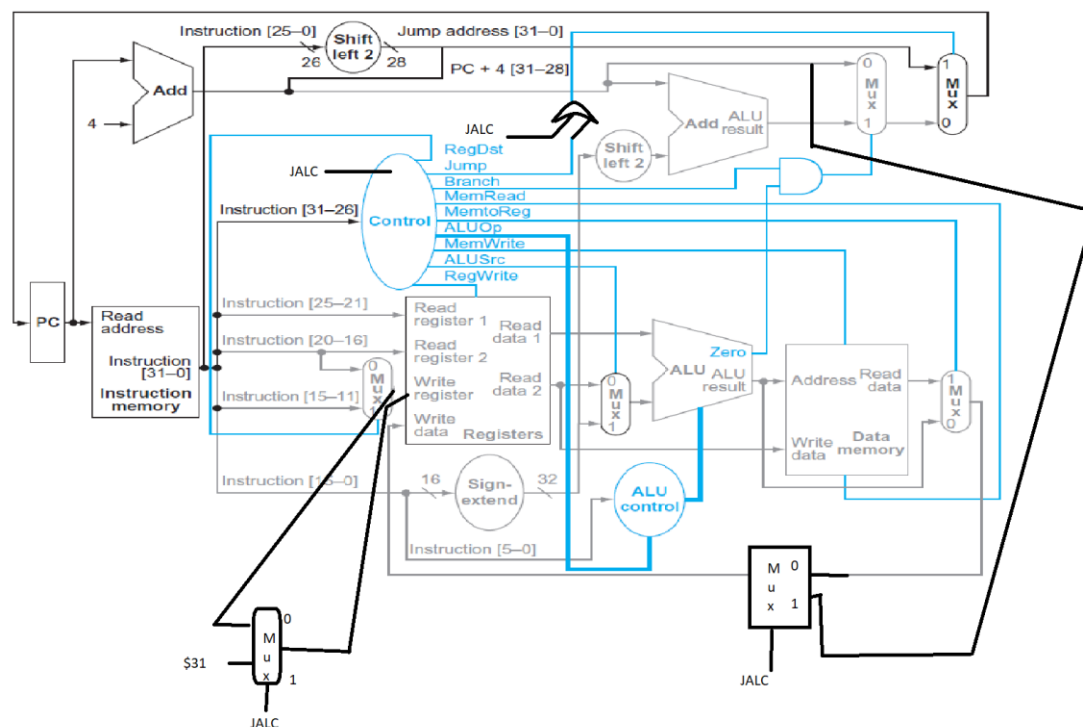 Instruction [25–0]
Shift
left 2
Jump address [31–0]
26
28
PC + 4 [31–28]
Add
4
JALC
Add
ALU
result
0
M
u
x
1
1
M
u
x
0
Shift
left 2
RegDst
Jump
Branch
MemRead
MemtoReg
ALUOp
MemWrite
ALUSrc
RegWrite
JALC
Control
Instruction [31–26]
PC
Read
address
Instruction
[31–0]
Instruction
memory
Instruction [25–21]
Instruction [20–16]
Instruction [15–11]
0
M
u
x
1
Read
register 1
Read
register 2
Write
register
Write
data
Read
data 1
Read
data 2
Registers
0
M
u
x
1
Zero
ALU
ALU
result
Address
Read
data
Write
data
Data
memory
1
M
u
x
0
Instruction [15–0]
16
Sign-
extend
32
ALU
control
Instruction [5–0]
M
u
x
0
1
JALC
0
M
u
x
1
$31
JALC